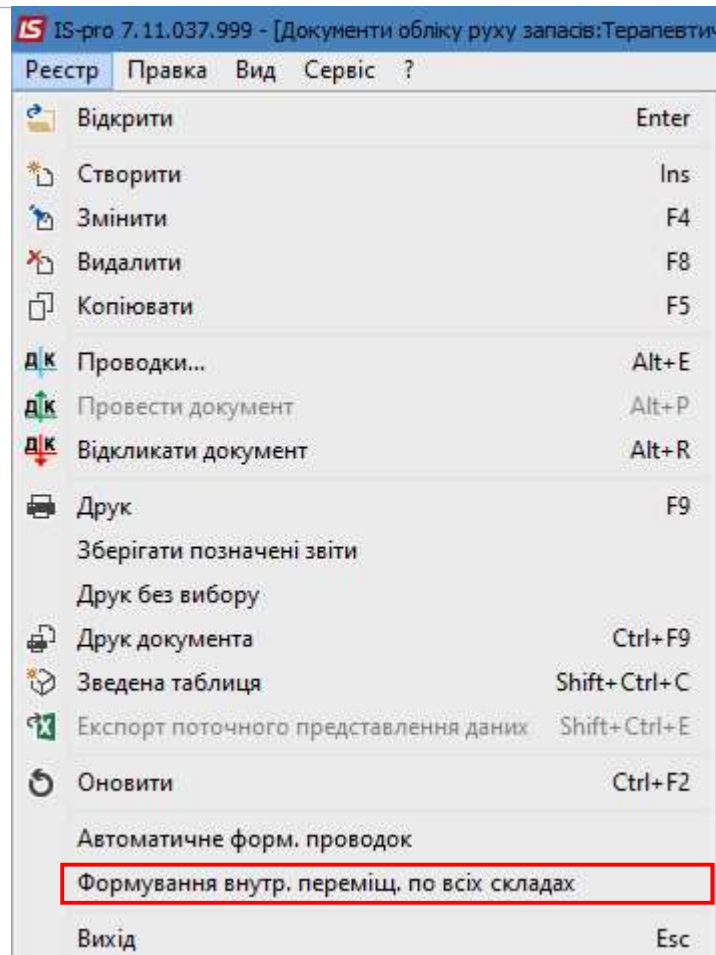 IS-pro 7.11.037.999 - [Документи обліку руху запасів:Терапевти
Реєстр Правка Вид Сервіс ?
Відкрити Enter
Створити Ins
Змінити F4
Видалити F8
Копіювати F5
Проводки... Alt+E
Провести документ Alt+P
Відкликати документ Alt+R
Друк F9
Зберігати позначені звіти
Друк без вибору
Друк документа Ctrl+F9
Зведена таблиця Shift+Ctrl+C
Експорт поточного представлення даних Shift+Ctrl+E
Оновити Ctrl+F2
Автоматичне форм. проводок
Формування внутр. переміщ. по всіх складах
Вихід Esc